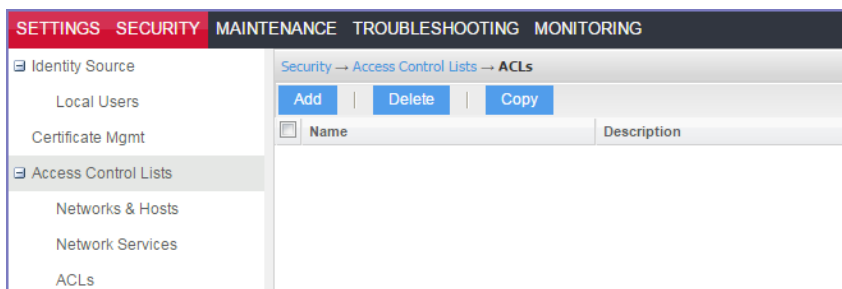 SETTINGS SECURITY MAINTENANCE TROUBLESHOOTING MONITORING
Identity Source
Local Users
Certificate Mgmt
Access Control Lists
Networks & Hosts
Network Services
ACLs
Security → Access Control Lists → ACLs
Add | Delete | Copy
Name Description